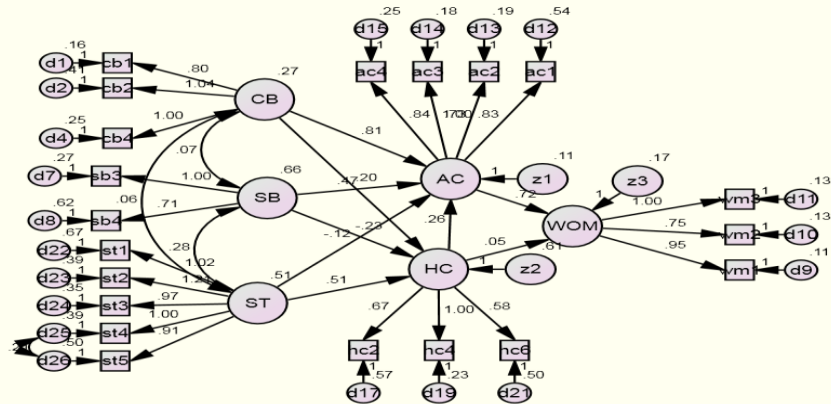 .25 .18 .19 .54
d15 d14 d13 d12
1 1 1 1
ac4 ac3 ac2 ac1
.16
d1 1 cb1 .80
d2 1 cb2 1.04
.27
CB
.25
d4 1 cb4 1.00
.84 .83
.81
.07
.27
d7 1 sb3 1.00
.66
SB
.47 .20
AC 1 .11 z1
.72
.17
z3
1
WOM
1.00 1 d11 .13
.75 wm2 1 d10 .13
.95 wm1 1 d9 .11
.62
d8 1 sb4 .71
.06
-.12 -.23
.26
.05
.28
.67
d22 1 st1 1.02
.39
d23 1 st2
.51
ST
.51
HC 1 z2 .61
.35
d24 1 st3 .97
.39
d25 1 st4 1.00
.50
d26 1 st5 .91
.67 1.00 .58
hc2 hc4 hc6
1 1 1
.57 .23 .50
d17 d19 d21